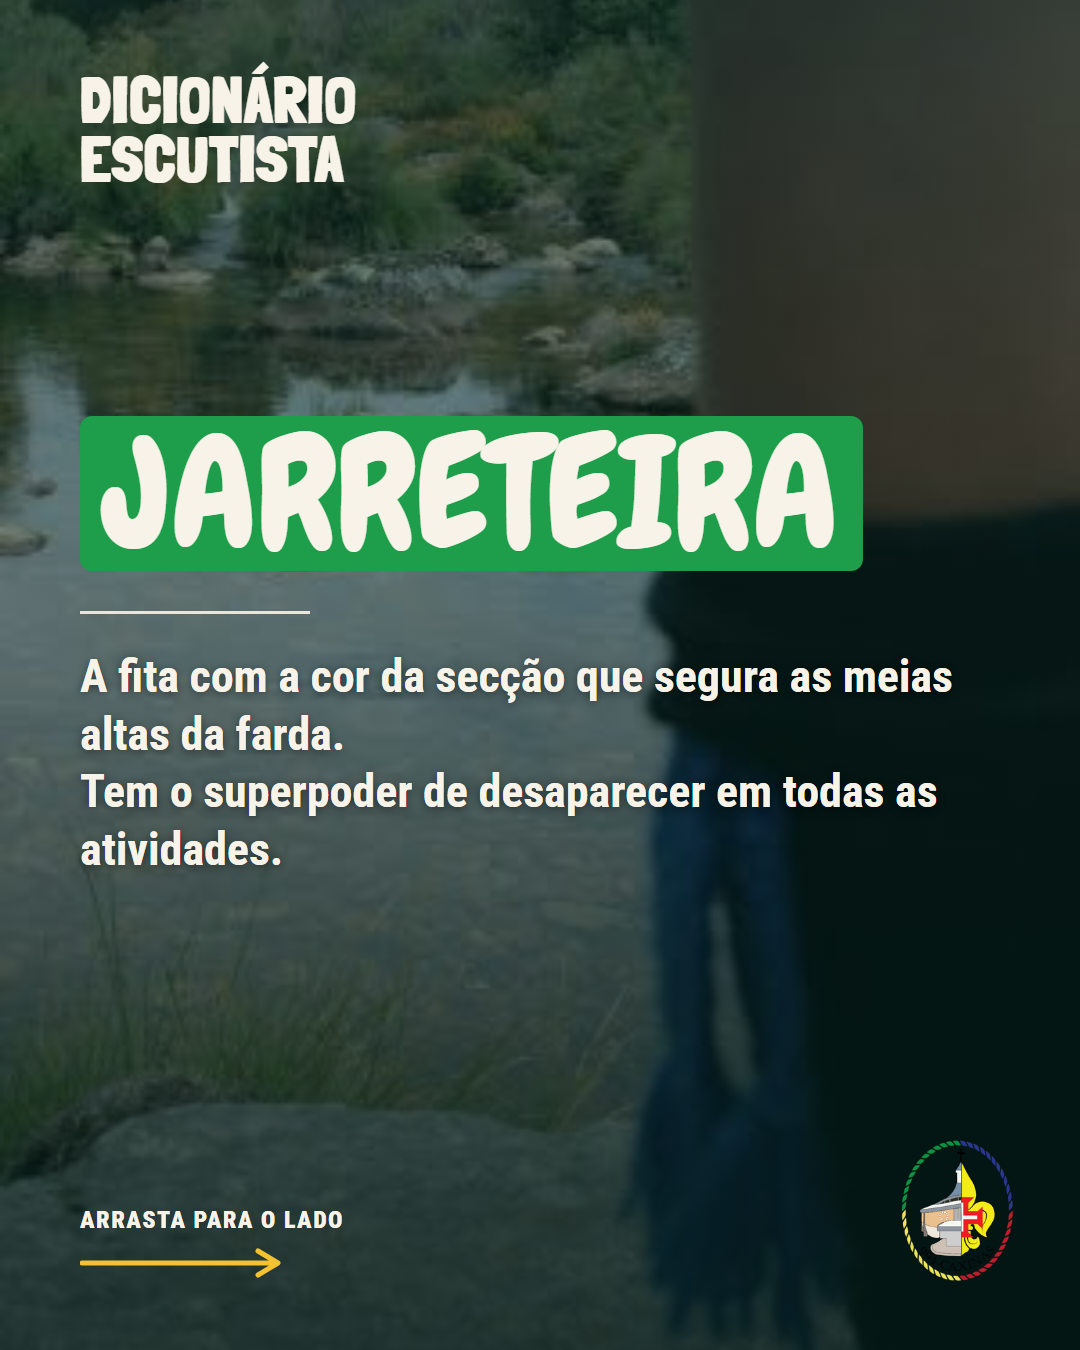 DICIONÁRIO
ESCUTISTA
JARRETEIRA
A fita com a cor da secção que segura as meias
altas da farda.
Tem o superpoder de desaparecer em todas as
atividades.
ARRASTA PARA O LADO